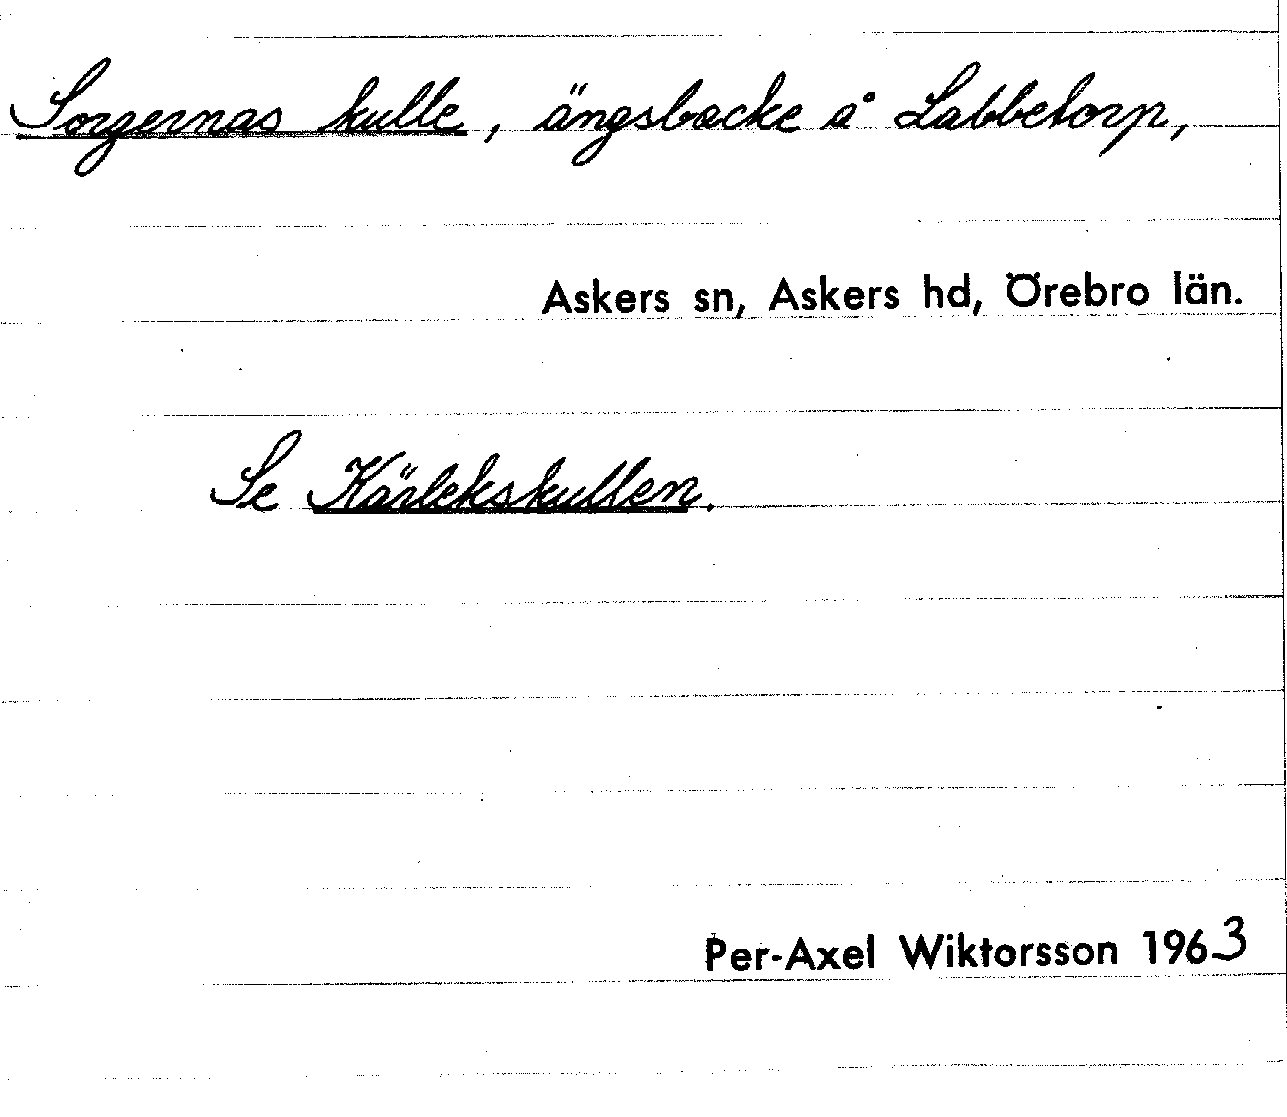 Sorgernas kulle, ängsbacke å Labbetorp,
Askers sn, Askers hd, Örebro län.
Se Kärlekskullen.
Per-Axel Wiktorsson 1963